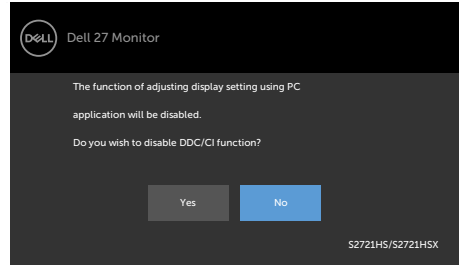 DELL
Dell 27 Monitor
The function of adjusting display setting using PC
application will be disabled.
Do you wish to disable DDC/CI function?
Yes
No
S2721HS/S2721HSX